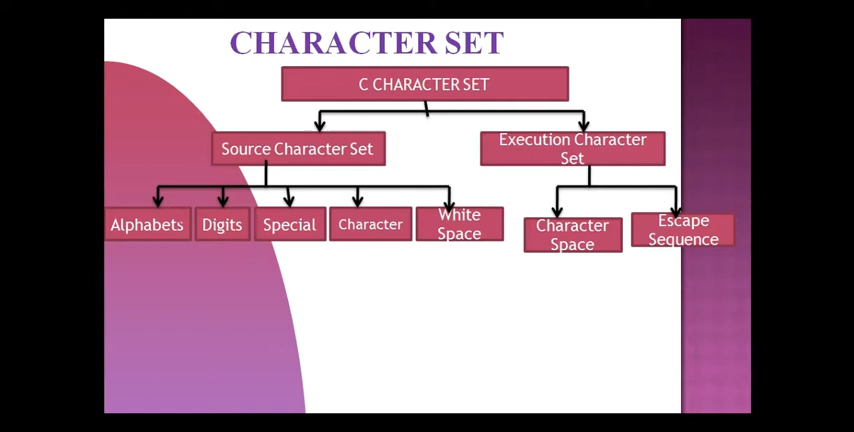 CHARACTER SET
C CHARACTER SET
Source Character Set
Execution Character
Set
Alphabets
Digits
Special
Character
White
Space
Character
Space
Escape
Sequence